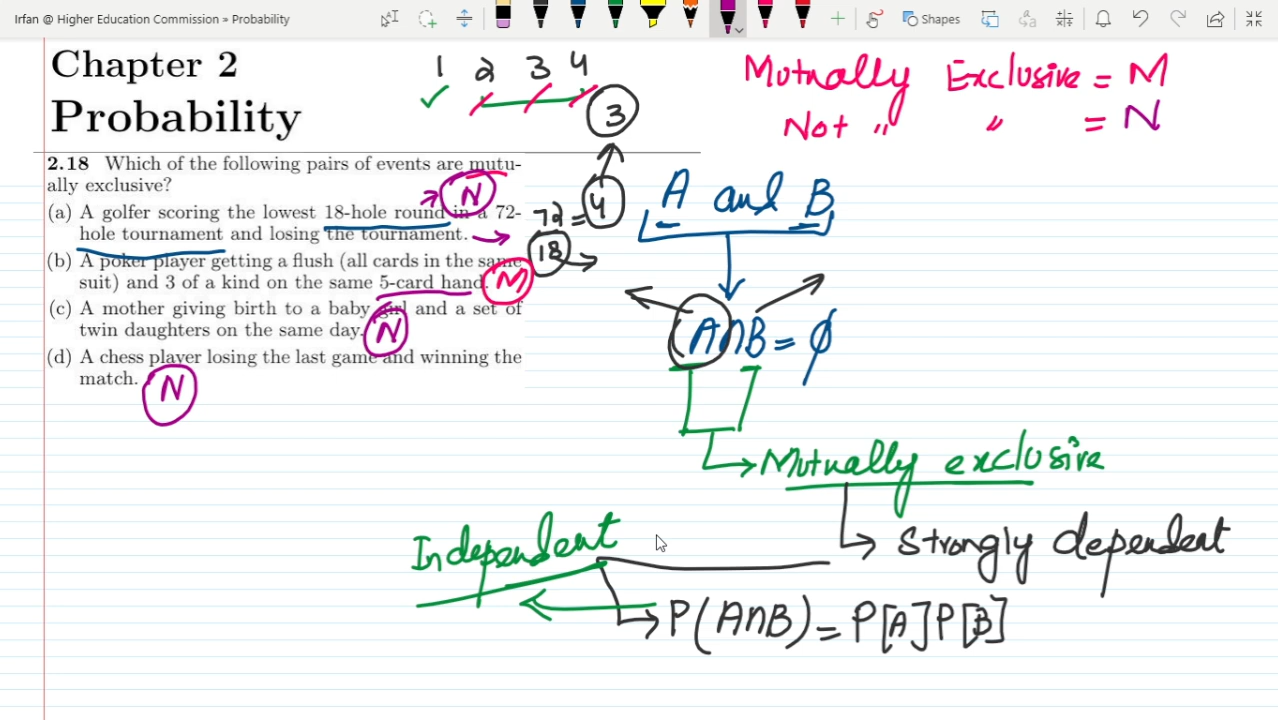 Irfan @ Higher Education Commission » Probability
Shapes
Chapter 2
Probability
1 2 3 4
3
Mutually Exclusive = M
Not " " = N
2.18 Which of the following pairs of events are mutu-
ally exclusive?
N
(a) A golfer scoring the lowest 18-hole round in a 72-
hole tournament and losing the tournament.
72 = 4
18
(b) A poker player getting a flush (all cards in the same
suit) and 3 of a kind on the same 5-card hand.
M
(c) A mother giving birth to a baby girl and a set of
twin daughters on the same day.
N
(d) A chess player losing the last game and winning the
match.
N
A and B
A∩B = ϕ
Mutually exclusive
Strongly dependent
Independent
P(A∩B) = P[A]P[B]